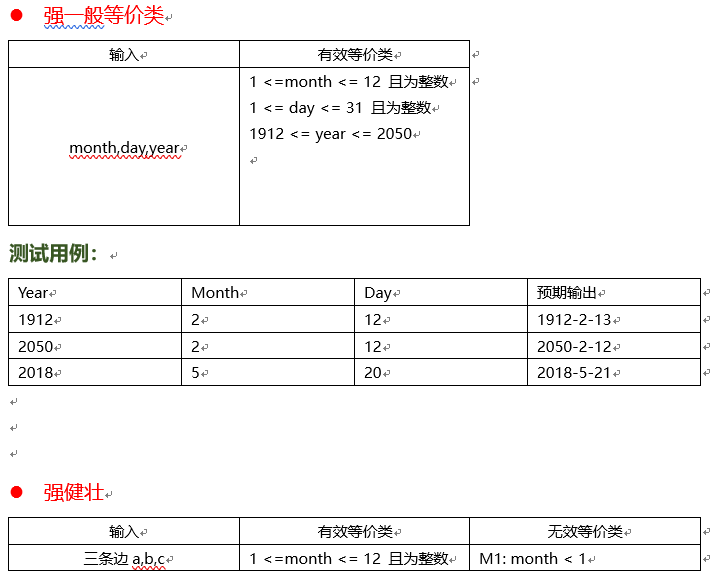 强一般等价类
输入 有效等价类
month,day,year
1 <=month <= 12 且为整数
1 <= day <= 31 且为整数
1912 <= year <= 2050
测试用例：
Year Month Day 预期输出
1912 2 12 1912-2-13
2050 2 12 2050-2-12
2018 5 20 2018-5-21
强健壮
输入 有效等价类 无效等价类
三条边 a,b,c 1 <=month <= 12 且为整数 M1: month < 1